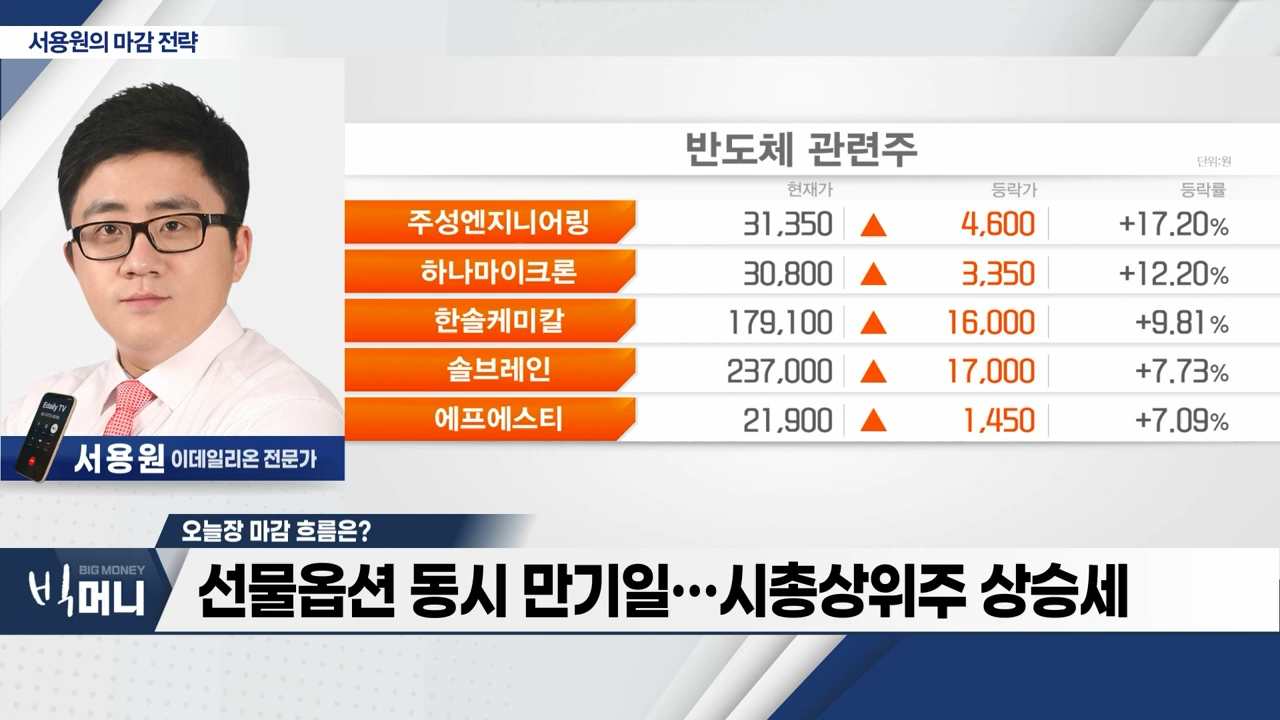 서용원의 마감 전략
반도체 관련주
단위:원
현재가 등락가 등락률
주성엔지니어링 31,350 ▲ 4,600 +17.20%
하나마이크론 30,800 ▲ 3,350 +12.20%
한솔케미칼 179,100 ▲ 16,000 +9.81%
솔브레인 237,000 ▲ 17,000 +7.73%
에프에스티 21,900 ▲ 1,450 +7.09%
Edaily TV
서용원 이데일리온 전문가
오늘장 마감 흐름은?
BIG MONEY
빅머니
선물옵션 동시 만기일…시총상위주 상승세